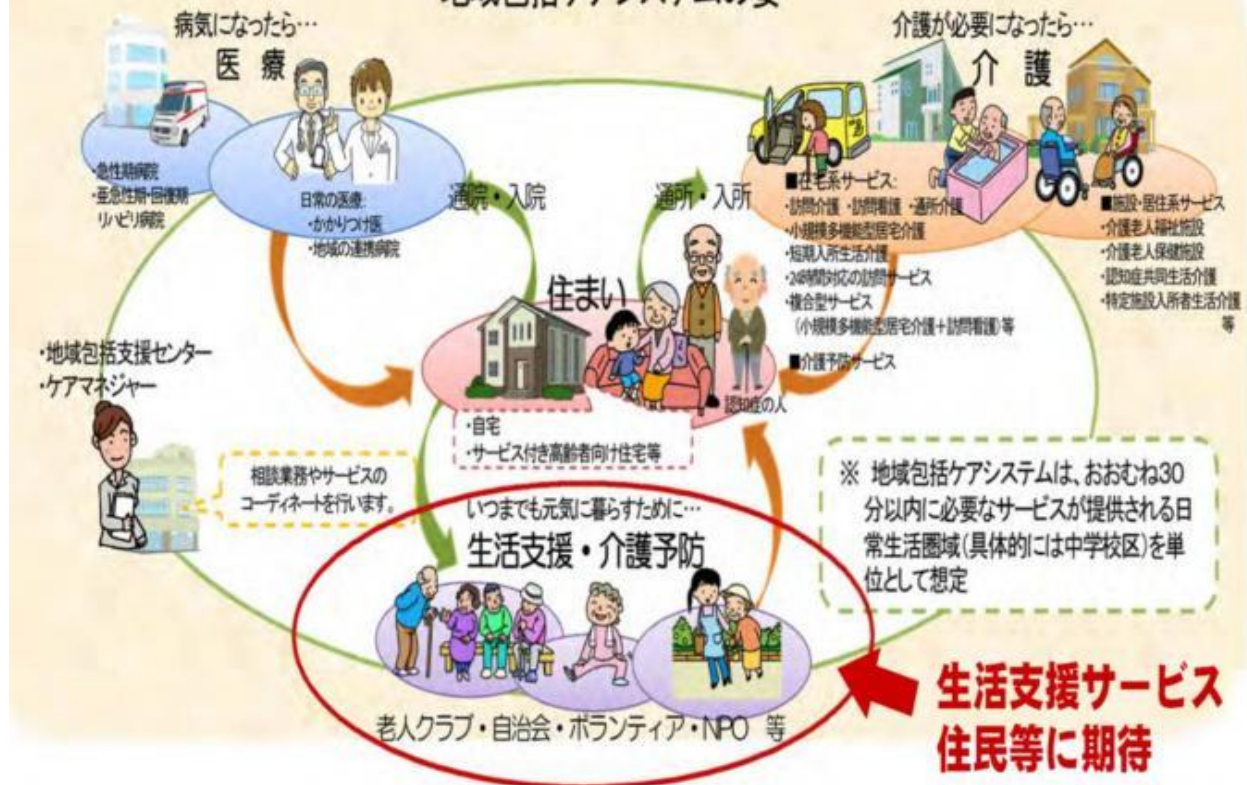 地域包括ケアシステムの姿
病気になったら…
医 療
・急性期病院
・亜急性期・回復期
リハビリ病院
日常の医療:
・かかりつけ医
・地域の連携病院
通院・入院
通所・入所
介護が必要になったら…
介 護
■在宅系サービス:
・訪問介護 ・訪問看護 ・通所介護
・小規模多機能型居宅介護
・短期入所生活介護
・24時間対応の訪問サービス
・複合型サービス
(小規模多機能型居宅介護+訪問看護)等
■介護予防サービス
■施設・居住系サービス
・介護老人福祉施設
・介護老人保健施設
・認知症共同生活介護
・特定施設入所者生活介護
等
住まい
認知症の人
・自宅
・サービス付き高齢者向け住宅等
・地域包括支援センター
・ケアマネジャー
相談業務やサービスの
コーディネートを行います。
いつまでも元気に暮らすために…
生活支援・介護予防
老人クラブ・自治会・ボランティア・NPO 等
※ 地域包括ケアシステムは、おおむね30
分以内に必要なサービスが提供される日
常生活圏域(具体的には中学校区)を単
位として想定
生活支援サービス
住民等に期待